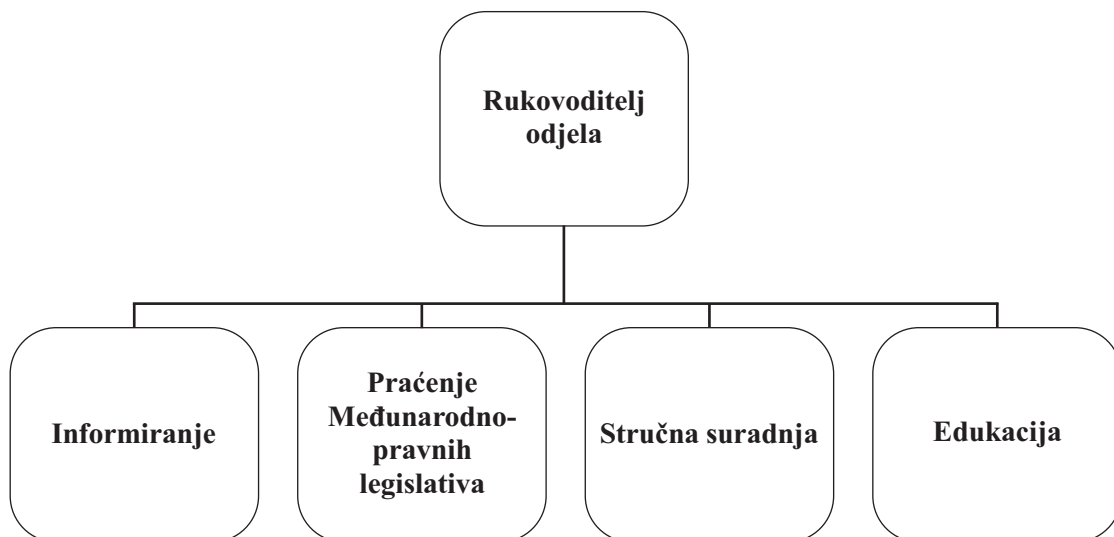 Rukovoditelj
odjela
Informiranje
Praćenje
Međunarodno-
pravnih
legislativa
Stručna suradnja
Edukacija